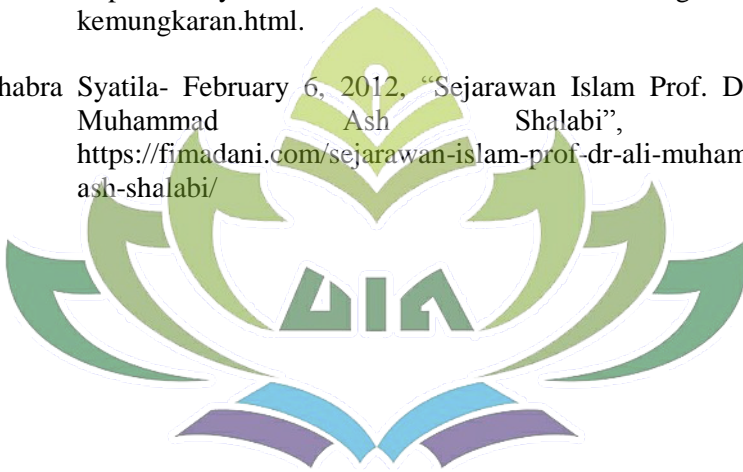 kemungkaran.html.
habra Syatila- February 6, 2012, “Sejarawan Islam Prof. D
Muhammad Ash Shalabi”,
https://fimadani.com/sejarawan-islam-prof-dr-ali-muham
ash-shalabi/
UIN